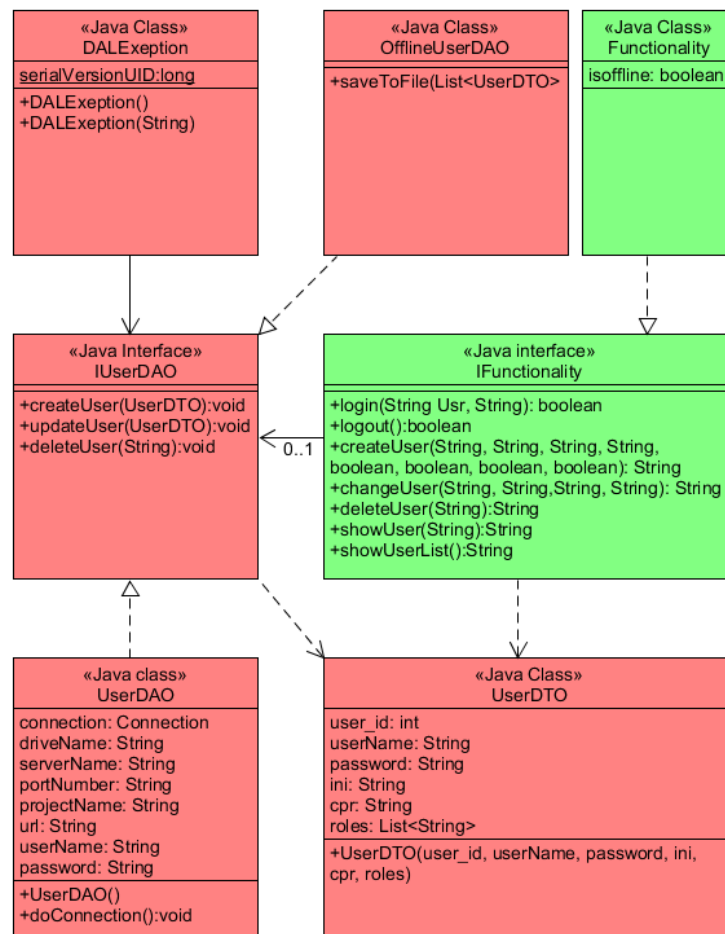 «Java Class»
DALExeption
serialVersionUID:long
+DALExeption()
+DALExeption(String)
«Java Class»
OfflineUserDAO
+saveToFile(List<UserDTO>
«Java Class»
Functionality
isoffline: boolean
«Java Interface»
IUserDAO
+createUser(UserDTO):void
+updateUser(UserDTO):void
+deleteUser(String):void
0..1
«Java interface»
IFunctionality
+login(String Usr, String): boolean
+logout():boolean
+createUser(String, String, String, String,
boolean, boolean, boolean, boolean): String
+changeUser(String, String,String, String): String
+deleteUser(String):String
+showUser(String):String
+showUserList():String
«Java class»
UserDAO
connection: Connection
driveName: String
serverName: String
portNumber: String
projectName: String
url: String
userName: String
password: String
+UserDAO()
+doConnection():void
«Java Class»
UserDTO
user_id: int
userName: String
password: String
ini: String
cpr: String
roles: List<String>
+UserDTO(user_id, userName, password, ini,
cpr, roles)